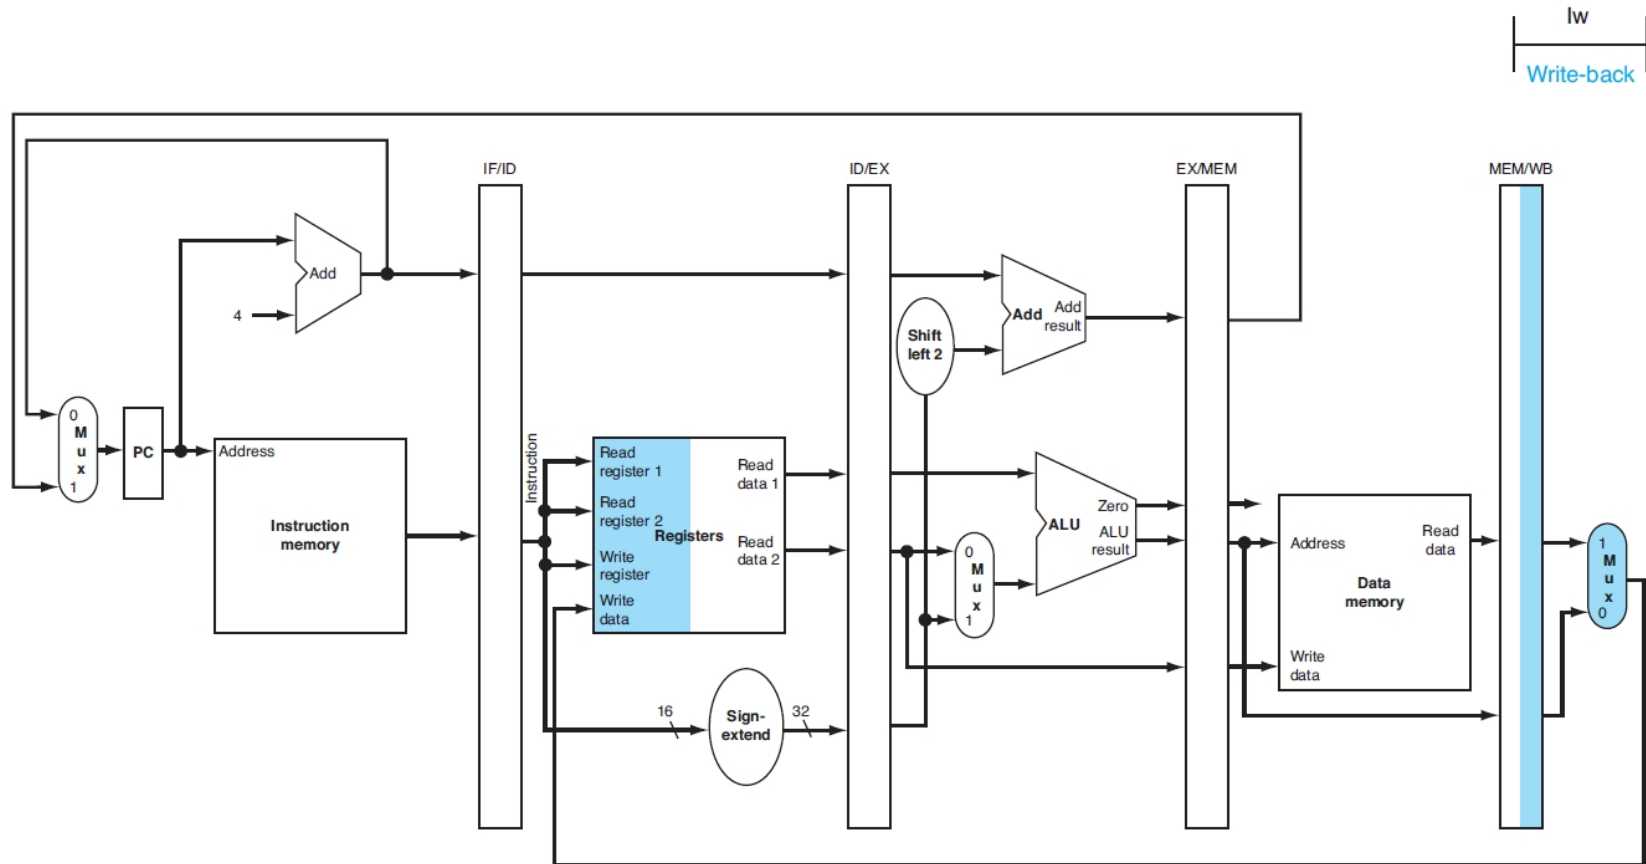 lw
Write-back
IF/ID
ID/EX
EX/MEM
MEM/WB
Add
4
Shift
left 2
Add
Add
result
0
M
u
x
1
PC
Address
Instruction
memory
Instruction
Read
register 1
Read
register 2
Write
register
Write
data
Registers
Read
data 1
Read
data 2
16
Sign-
extend
32
0
M
u
x
1
ALU
Zero
ALU
result
Address
Data
memory
Read
data
Write
data
1
M
u
x
0